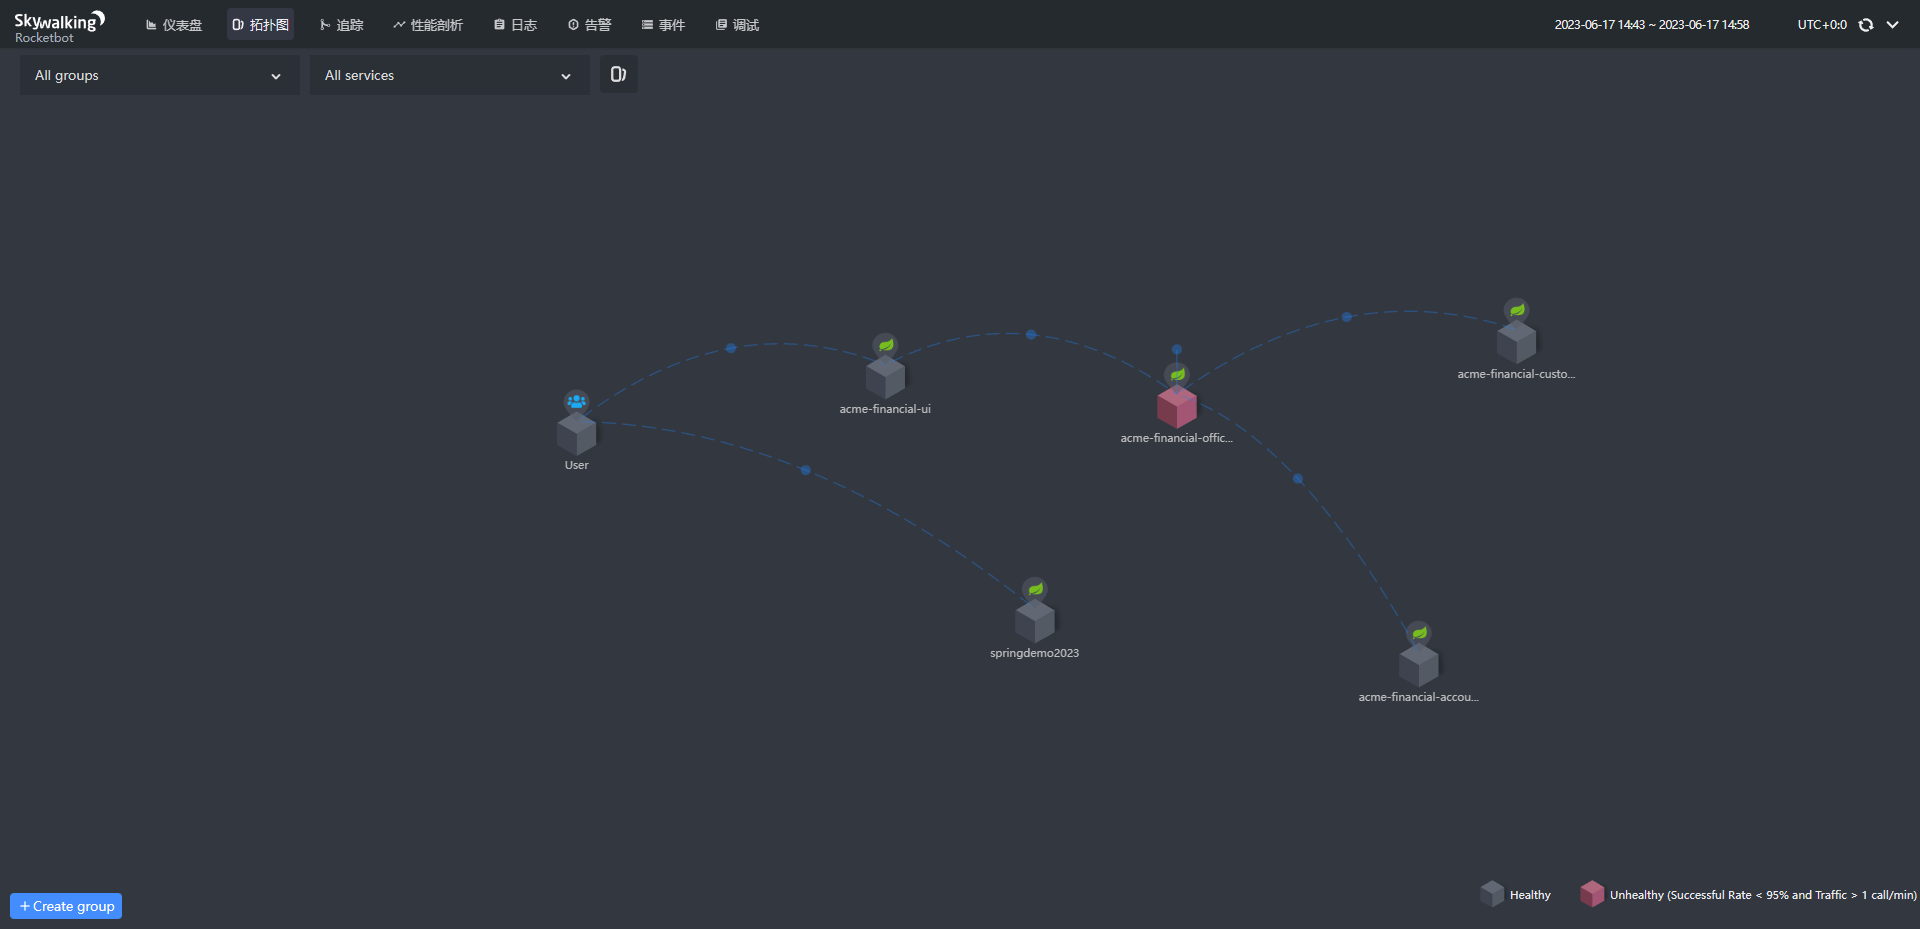 Skywalking
Rocketbot
仪表盘
拓扑图
追踪
性能剖析
日志
告警
事件
调试
2023-06-17 14:43 ~ 2023-06-17 14:58
UTC+0:0
All groups
All services
acme-financial-custo...
acme-financial-ui
acme-financial-offic...
User
springdemo2023
acme-financial-accou...
Healthy
Unhealthy (Successful Rate < 95% and Traffic > 1 call/min)
+ Create group